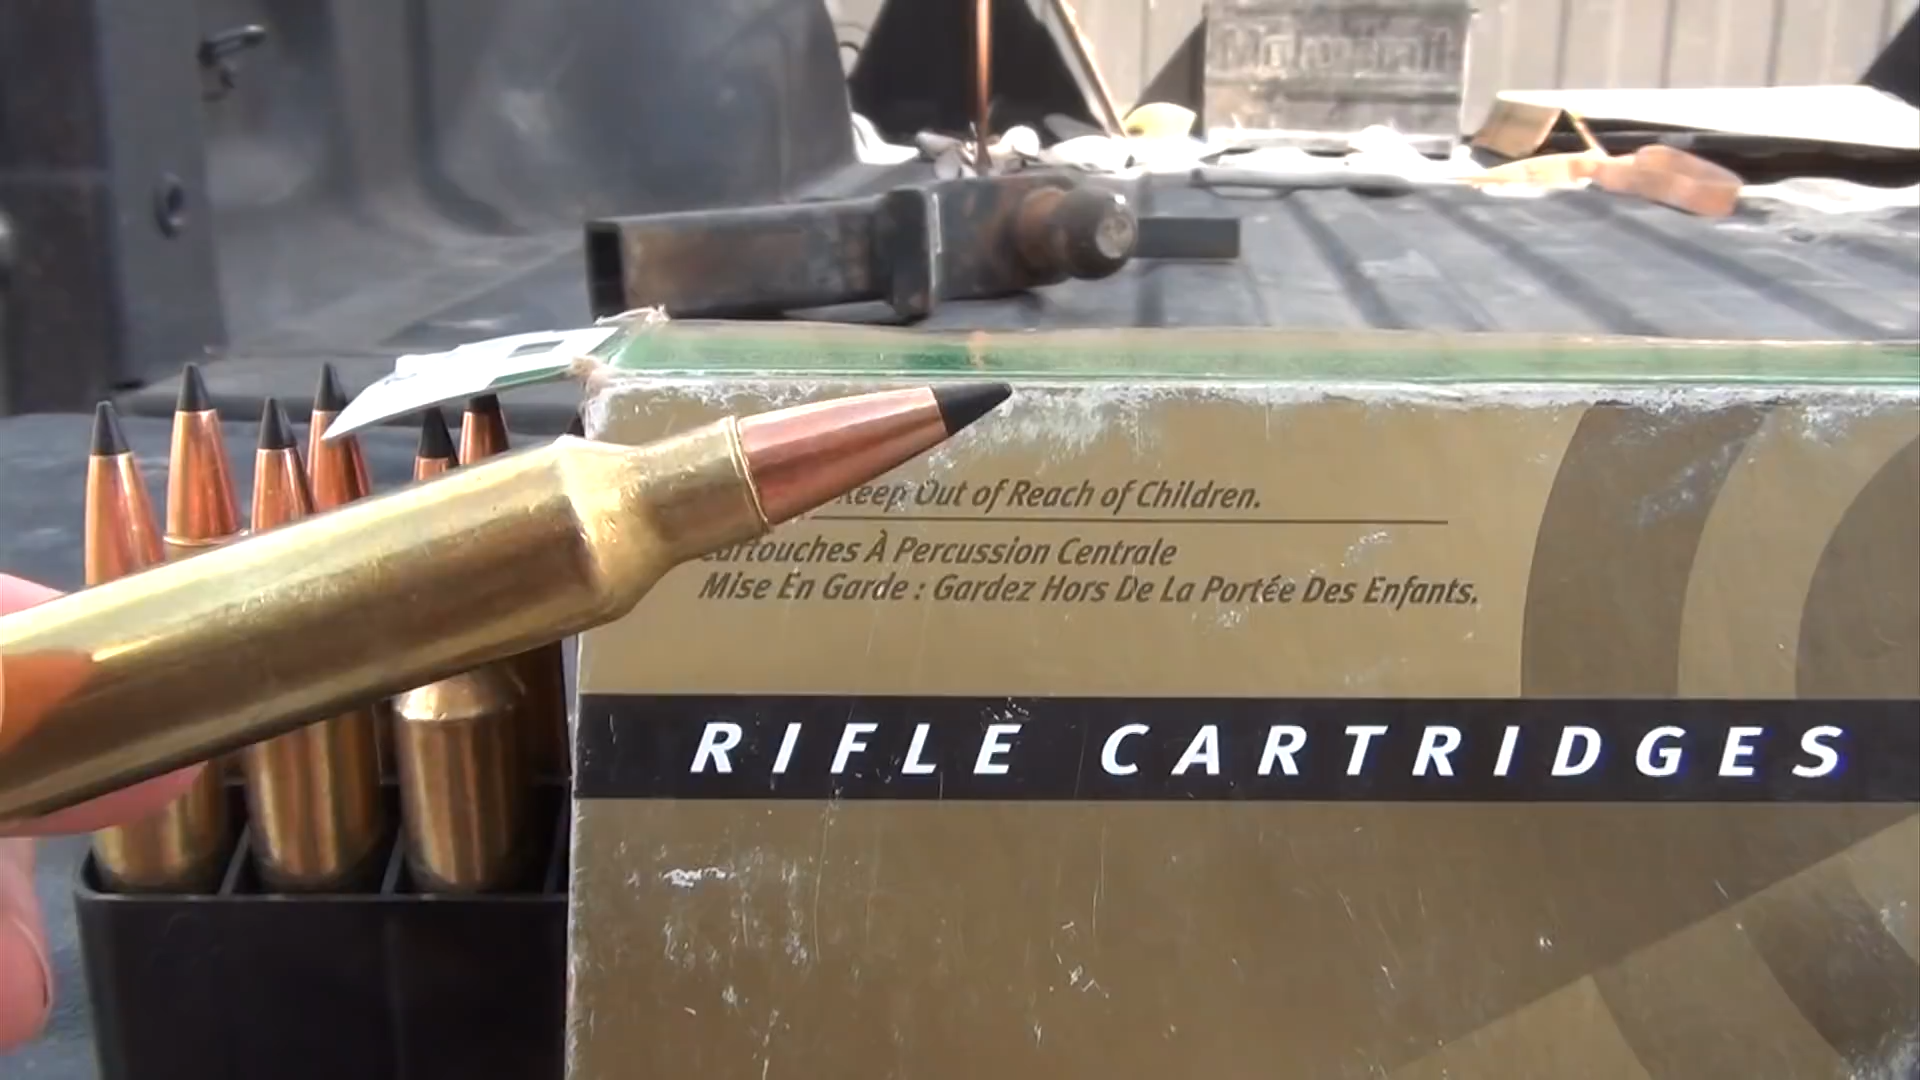 Keep Out of Reach of Children.
Cartouches À Percussion Centrale
Mise En Garde : Gardez Hors De La Portée Des Enfants.
RIFLE CARTRIDGES